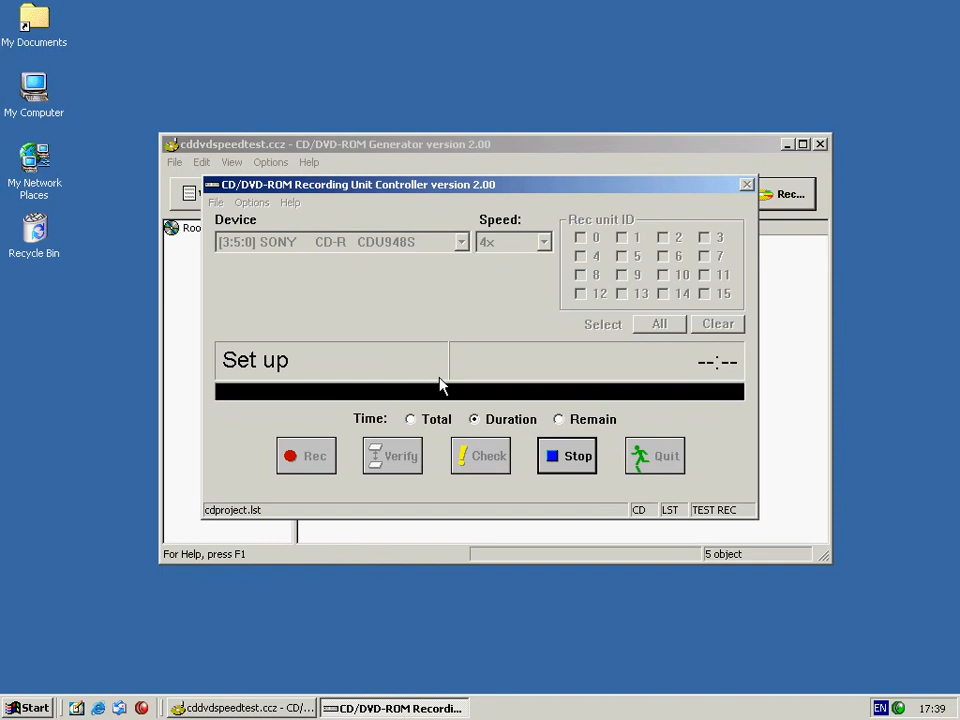 My Documents
My Computer
My Network
Places
Recycle Bin
cddvdspeedtest.ccz - CD/DVD-ROM Generator version 2.00
File Edit View Options Help
Rec...
Roo
CD/DVD-ROM Recording Unit Controller version 2.00
File Options Help
Device Speed: Rec unit ID
[3:5:0] SONY CD-R CDU948S 4x
0 1 2 3
4 5 6 7
8 9 10 11
12 13 14 15
Select All Clear
Set up --:--
Time: Total Duration Remain
Rec Verify Check Stop Quit
cdproject.lst CD LST TEST REC
For Help, press F1 5 object
Start cddvdspeedtest.ccz - CD/... CD/DVD-ROM Recordi... EN 17:39